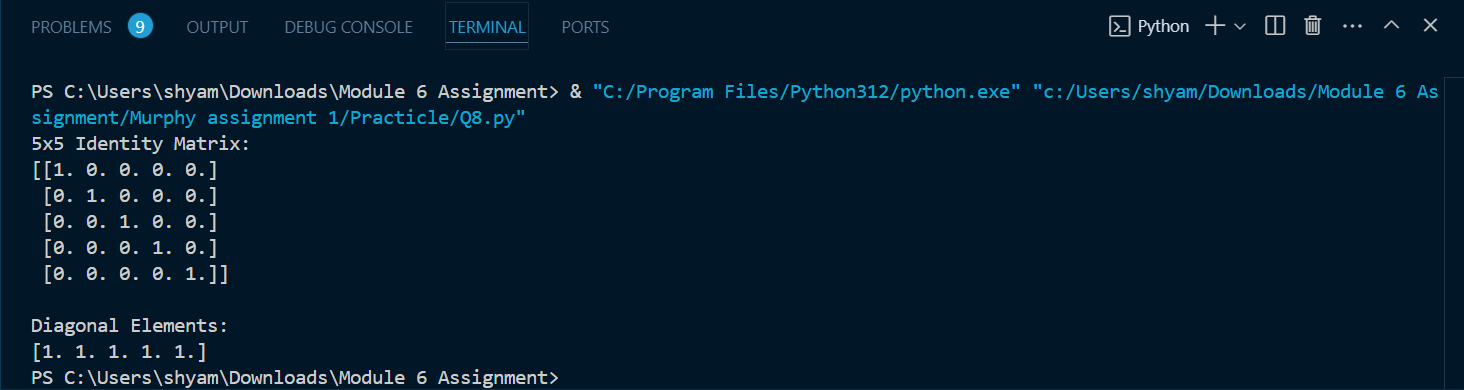 PROBLEMS 9 OUTPUT DEBUG CONSOLE TERMINAL PORTS Python
PS C:\Users\shyam\Downloads\Module 6 Assignment> & "C:/Program Files/Python312/python.exe" "c:/Users/shyam/Downloads/Module 6 As
signment/Murphy assignment 1/Practicle/Q8.py"
5x5 Identity Matrix:
[[1. 0. 0. 0. 0.]
 [0. 1. 0. 0. 0.]
 [0. 0. 1. 0. 0.]
 [0. 0. 0. 1. 0.]
 [0. 0. 0. 0. 1.]]

Diagonal Elements:
[1. 1. 1. 1. 1.]
PS C:\Users\shyam\Downloads\Module 6 Assignment>